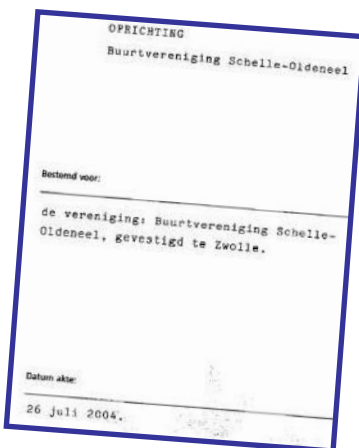 OPRICHTING
Buurtvereniging Schelle-Oldeneel
Bestemd voor:
de vereniging: Buurtvereniging Schelle-
Oldeneel, gevestigd te Zwolle.
Datum akte:
26 juli 2004.